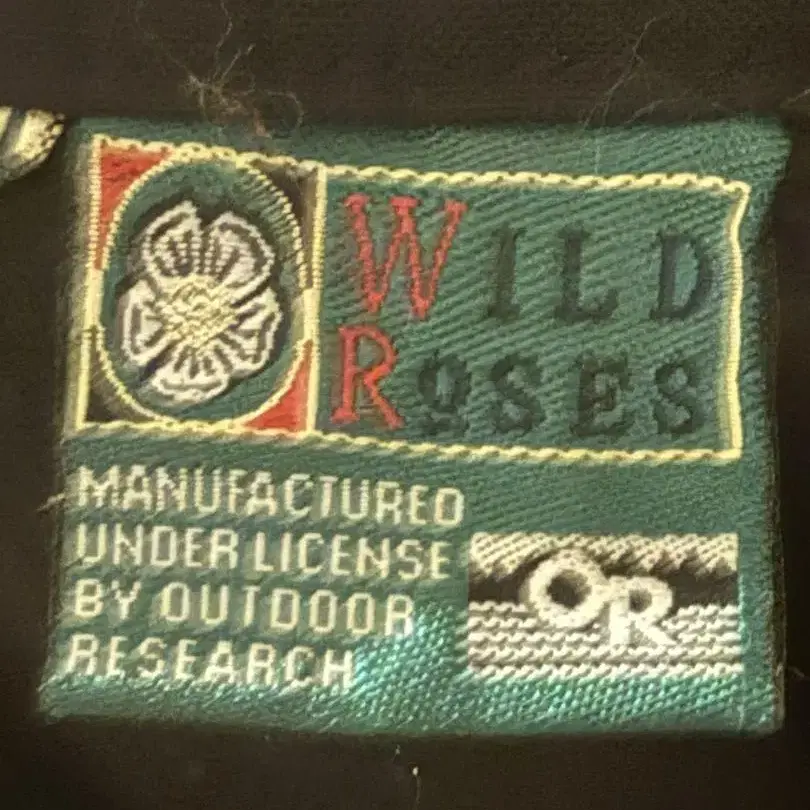 WILD
ROSES
MANUFACTURED
UNDER LICENSE
BY OUTDOOR
RESEARCH
OR